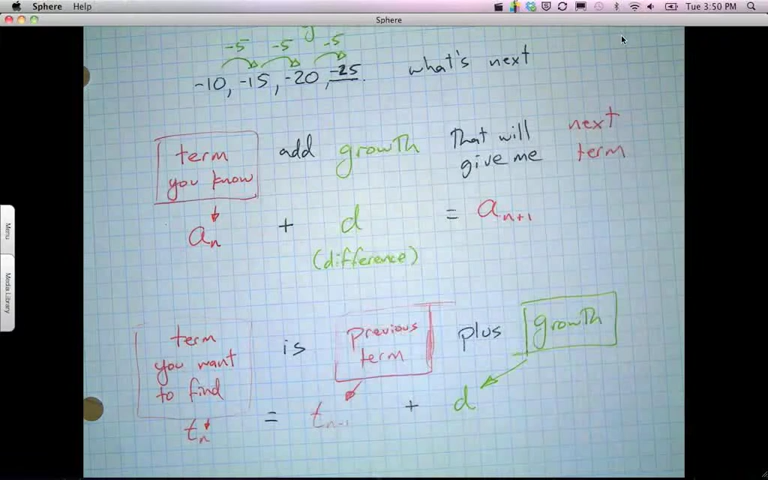 Sphere Help
Tue 3:50 PM
Sphere
-5 -5 -5
-10, -15, -20, -25. what's next
term you know add growth That will give me next term
aₙ + d = aₙ₊₁
(difference)
term you want to find is previous term plus growth
tₙ = tₙ₋₁ + d
Menu
Media Library